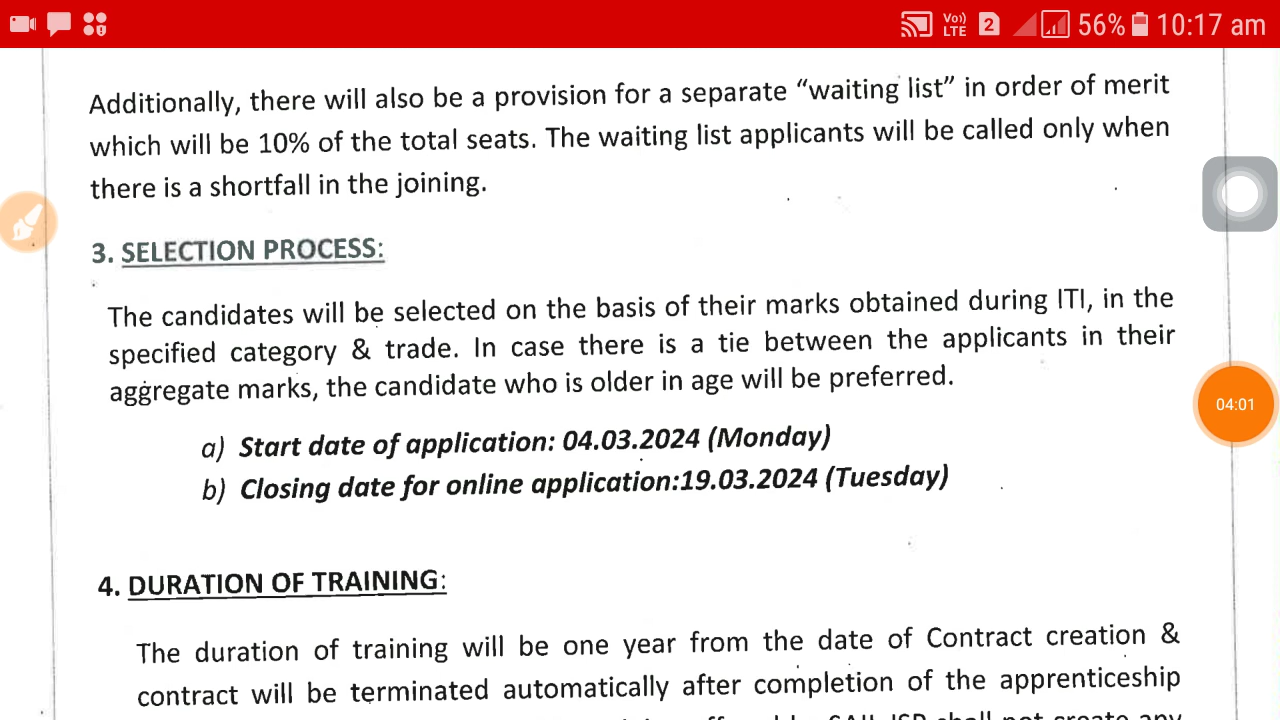 Vo))
LTE
2
56%
10:17 am
Additionally, there will also be a provision for a separate “waiting list” in order of merit
which will be 10% of the total seats. The waiting list applicants will be called only when
there is a shortfall in the joining.
3. SELECTION PROCESS:
The candidates will be selected on the basis of their marks obtained during ITI, in the
specified category & trade. In case there is a tie between the applicants in their
aggregate marks, the candidate who is older in age will be preferred.
04:01
a) Start date of application: 04.03.2024 (Monday)
b) Closing date for online application:19.03.2024 (Tuesday)
4. DURATION OF TRAINING:
The duration of training will be one year from the date of Contract creation &
contract will be terminated automatically after completion of the apprenticeship
shall not create any